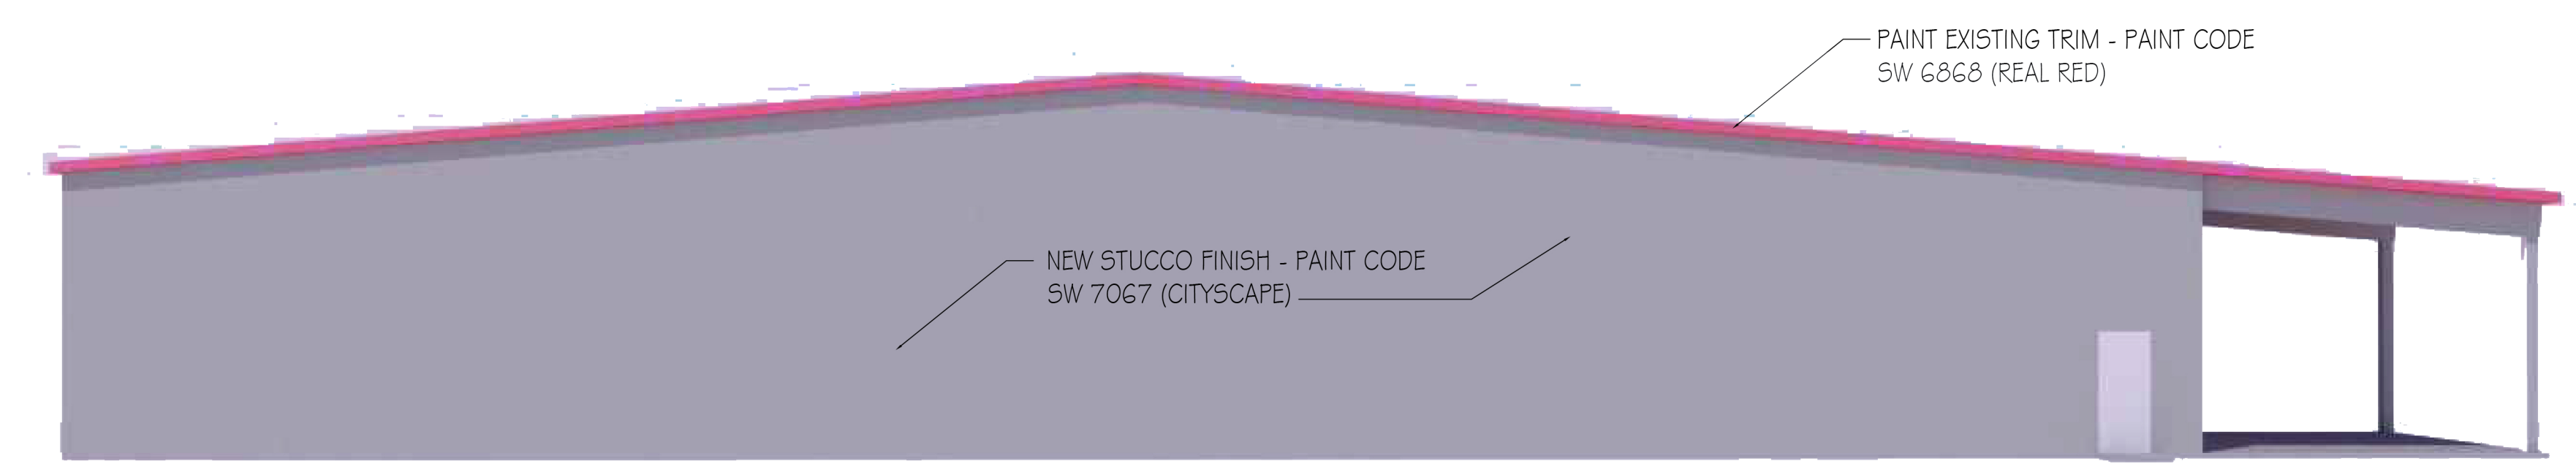 PAINT EXISTING TRIM - PAINT CODE
SW 6868 (REAL RED)
NEW STUCCO FINISH - PAINT CODE
SW 7067 (CITYSCAPE)